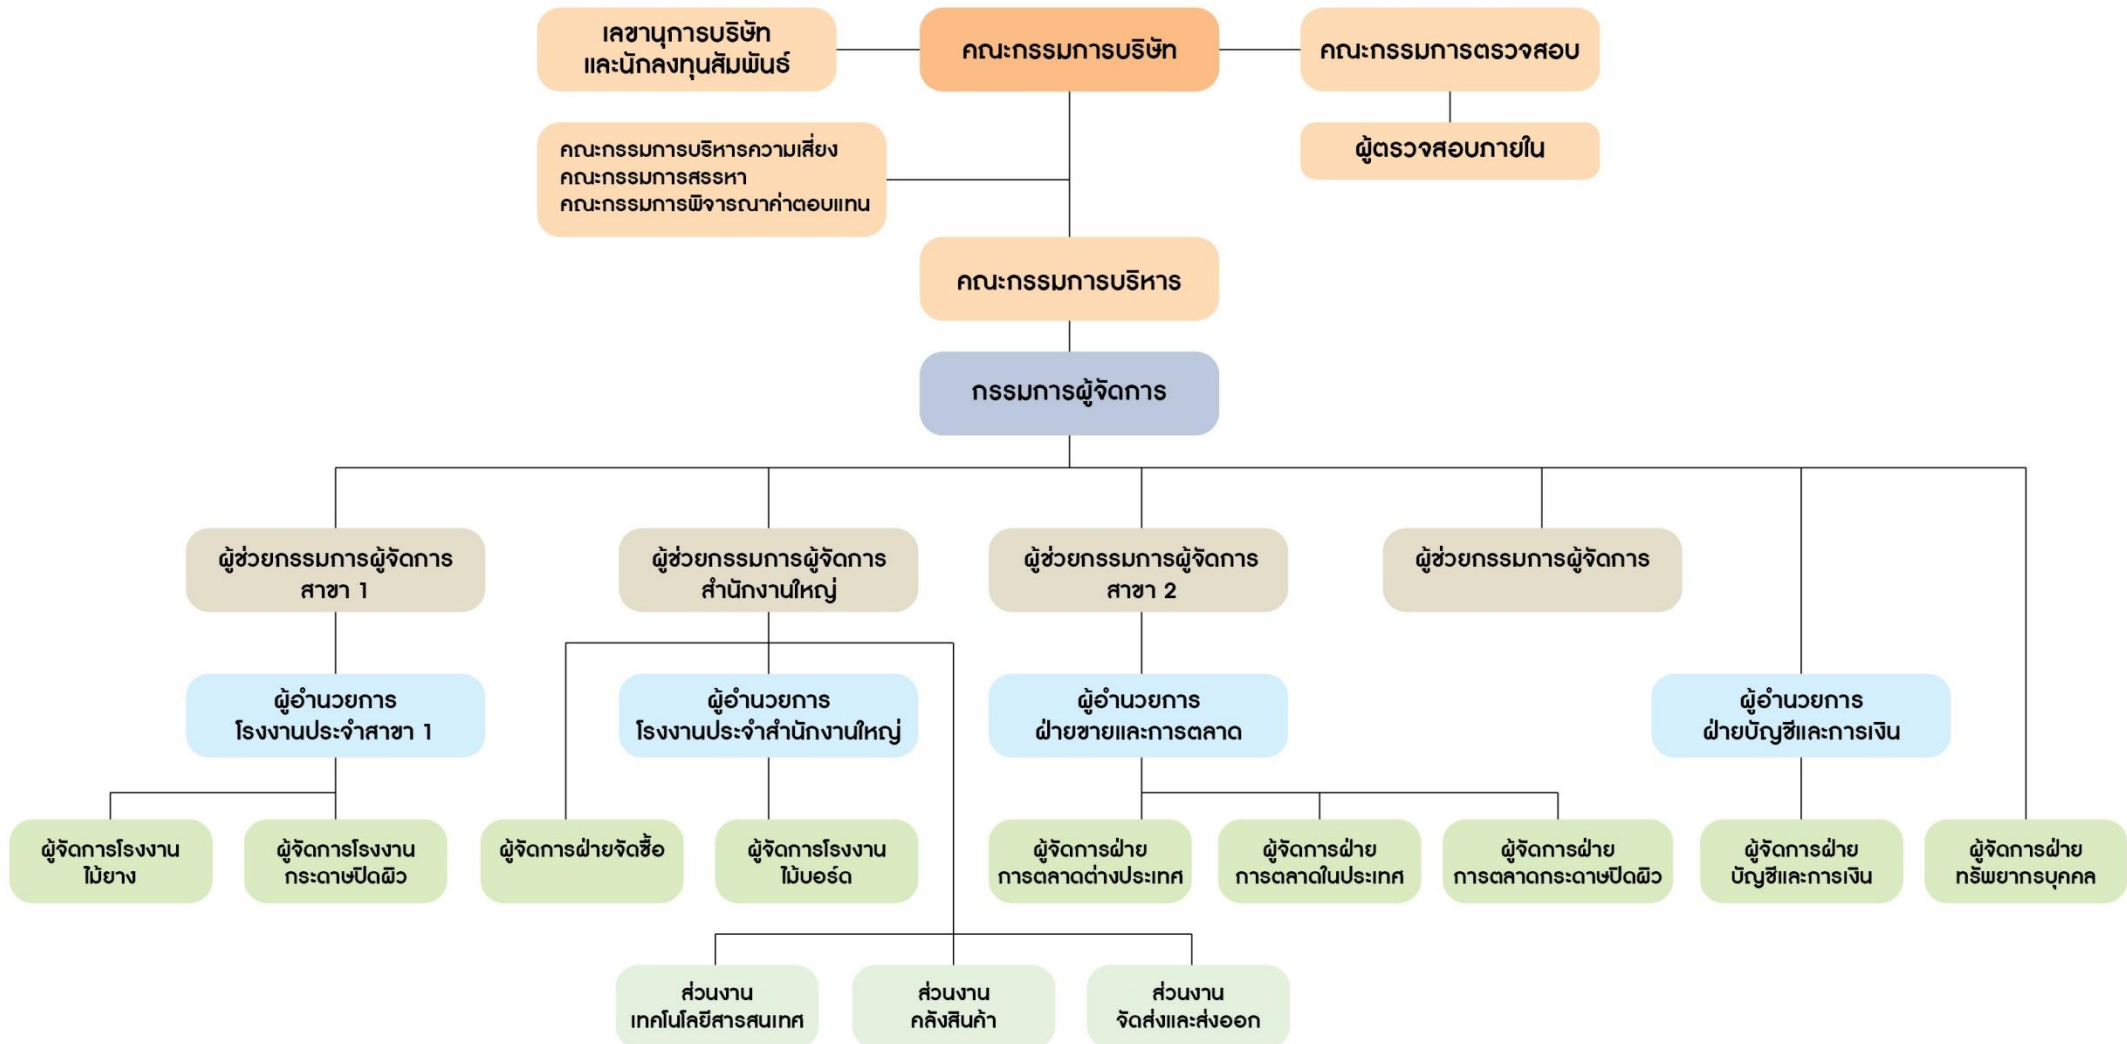 เลขานุการบริษัท
และนักลงทุนสัมพันธ์
คณะกรรมการบริษัท
คณะกรรมการตรวจสอบ
ผู้ตรวจสอบภายใน
คณะกรรมการบริหารความเสี่ยง
คณะกรรมการสรรหา
คณะกรรมการพิจารณาค่าตอบแทน
คณะกรรมการบริหาร
กรรมการผู้จัดการ
ผู้ช่วยกรรมการผู้จัดการ
สาขา 1
ผู้ช่วยกรรมการผู้จัดการ
สำนักงานใหญ่
ผู้ช่วยกรรมการผู้จัดการ
สาขา 2
ผู้ช่วยกรรมการผู้จัดการ
ผู้อำนวยการ
โรงงานประจำสาขา 1
ผู้อำนวยการ
โรงงานประจำสำนักงานใหญ่
ผู้อำนวยการ
ฝ่ายขายและการตลาด
ผู้อำนวยการ
ฝ่ายบัญชีและการเงิน
ผู้จัดการโรงงาน
ไม้ยาง
ผู้จัดการโรงงาน
กระดาษปิดผิว
ผู้จัดการฝ่ายจัดซื้อ
ผู้จัดการโรงงาน
ไม้บอร์ด
ผู้จัดการฝ่าย
การตลาดต่างประเทศ
ผู้จัดการฝ่าย
การตลาดในประเทศ
ผู้จัดการฝ่าย
การตลาดกระดาษปิดผิว
ผู้จัดการฝ่าย
บัญชีและการเงิน
ผู้จัดการฝ่าย
ทรัพยากรบุคคล
ส่วนงาน
เทคโนโลยีสารสนเทศ
ส่วนงาน
คลังสินค้า
ส่วนงาน
จัดส่งและส่งออก